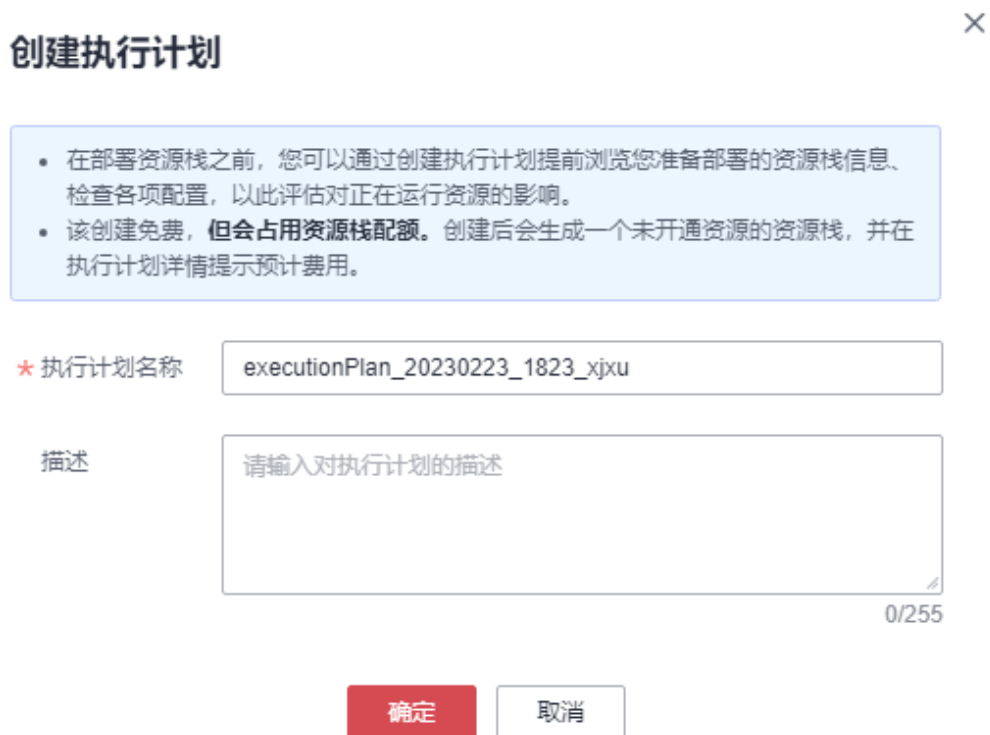 创建执行计划
在部署资源栈之前，您可以通过创建执行计划提前浏览您准备部署的资源栈信息、
检查各项配置，以此评估对正在运行资源的影响。
该创建免费，但会占用资源栈配额。创建后会生成一个未开通资源的资源栈，并在
执行计划详情提示预计费用。
* 执行计划名称 executionPlan_20230223_1823_xjxu
描述 请输入对执行计划的描述
0/255
确定 取消